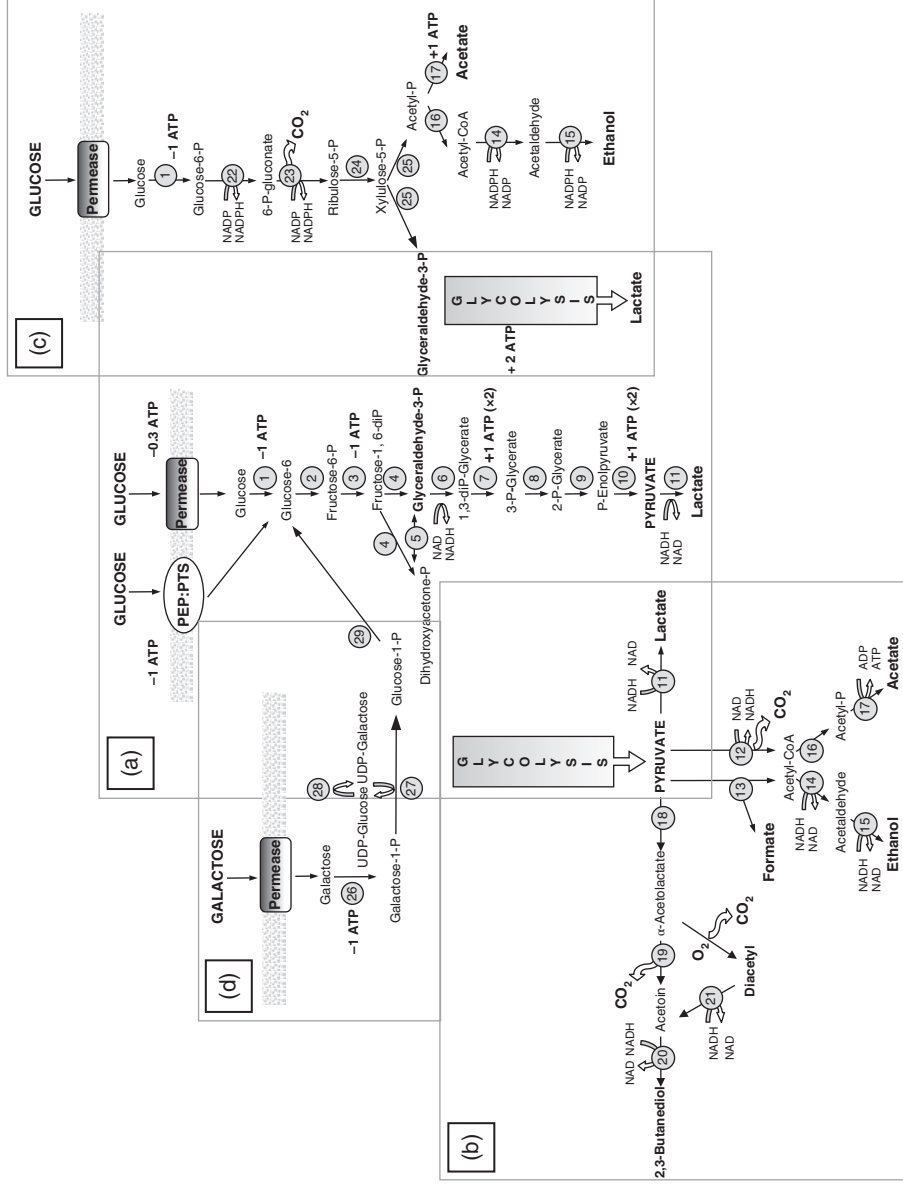 (a)
GLUCOSE
GLUCOSE
−1 ATP
−0.3 ATP
PEP:PTS
Permease
Glucose
1
−1 ATP
Glucose-6
2
Fructose-6-P
3
−1 ATP
Fructose-1, 6-diP
4
4
5
Dihydroxyacetone-P
Glyceraldehyde-3-P
6
NAD
NADH
1,3-diP-Glycerate
7
+1 ATP (×2)
3-P-Glycerate
8
2-P-Glycerate
9
P-Enolpyruvate
10
+1 ATP (×2)
PYRUVATE
NADH
NAD
11
Lactate
(b)
GLYCOLYSIS
PYRUVATE
11
NADH
NAD
Lactate
18
α-Acetolactate
19
CO2
Acetoin
20
NAD NADH
2,3-Butanediol
O2
CO2
Diacetyl
21
NADH
NAD
13
Formate
12
NAD
NADH
CO2
Acetyl-CoA
14
NADH
NAD
Acetaldehyde
15
NADH
NAD
Ethanol
16
Acetyl-P
17
ADP
ATP
Acetate
(c)
GLUCOSE
Permease
Glucose
1
−1 ATP
Glucose-6-P
22
NADP
NADPH
6-P-gluconate
23
NADP
NADPH
CO2
Ribulose-5-P
24
Xylulose-5-P
25
25
Glyceraldehyde-3-P
GLYCOLYSIS
+ 2 ATP
Lactate
Acetyl-P
16
17
+1 ATP
Acetate
Acetyl-CoA
14
NADPH
NADP
Acetaldehyde
15
NADPH
NADP
Ethanol
(d)
GALACTOSE
Permease
Galactose
26
−1 ATP
Galactose-1-P
28
UDP-Glucose UDP-Galactose
27
Glucose-1-P
29